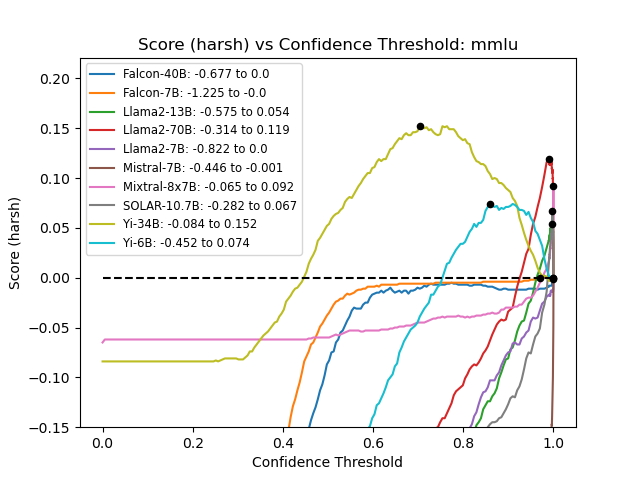 Score (harsh) vs Confidence Threshold: mmlu
Falcon-40B: -0.677 to 0.0
Falcon-7B: -1.225 to -0.0
Llama2-13B: -0.575 to 0.054
Llama2-70B: -0.314 to 0.119
Llama2-7B: -0.822 to 0.0
Mistral-7B: -0.446 to -0.001
Mixtral-8x7B: -0.065 to 0.092
SOLAR-10.7B: -0.282 to 0.067
Yi-34B: -0.084 to 0.152
Yi-6B: -0.452 to 0.074
Score (harsh)
0.20
0.15
0.10
0.05
0.00
−0.05
−0.10
−0.15
0.0 0.2 0.4 0.6 0.8 1.0
Confidence Threshold